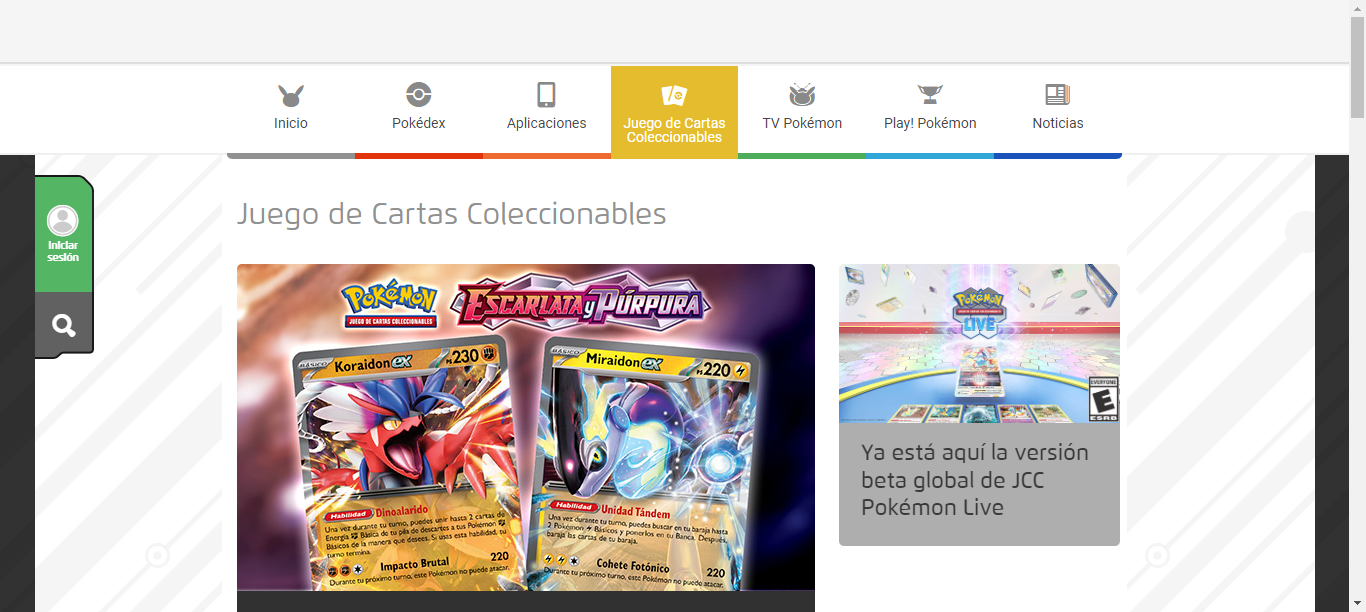 Inicio
Pokédex
Aplicaciones
Juego de Cartas
Coleccionables
TV Pokémon
Play! Pokémon
Noticias
Iniciar
sesión
Juego de Cartas Coleccionables
POKÉMON
JUEGO DE CARTAS COLECCIONABLES
ESCARLATA y PÚRPURA
BÁSICO Koraidon ex PS 230
Habilidad Dinoalarido
Una vez durante tu turno, puedes unir hasta 2 cartas de
Energía Básica de tu pila de descartes a tus Pokémon
Básicos de la manera que desees. Si usas esta habilidad, tu
turno termina.
Impacto Brutal 220
Durante tu próximo turno, este Pokémon no puede atacar.
BÁSICO Miraidon ex PS 220
Habilidad Unidad Tándem
Una vez durante tu turno, puedes buscar en tu baraja hasta
2 Pokémon Básicos y ponerlos en tu Banca. Después,
baraja las cartas de tu baraja.
Cohete Fotónico 220
Durante tu próximo turno, este Pokémon no puede atacar.
POKÉMON
LIVE
EVERYONE
E
ESRB
Ya está aquí la versión
beta global de JCC
Pokémon Live